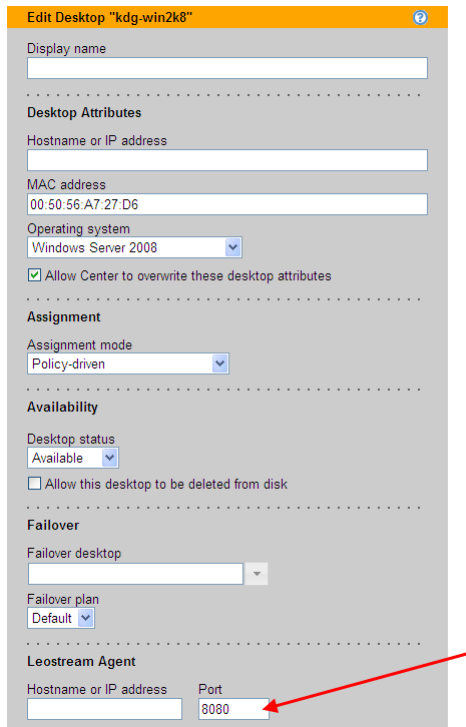 Edit Desktop "kdg-win2k8" ?
Display name
Desktop Attributes
Hostname or IP address
MAC address
00:50:56:A7:27:D6
Operating system
Windows Server 2008
Allow Center to overwrite these desktop attributes
Assignment
Assignment mode
Policy-driven
Availability
Desktop status
Available
Allow this desktop to be deleted from disk
Failover
Failover desktop
Failover plan
Default
Leostream Agent
Hostname or IP address Port
8080